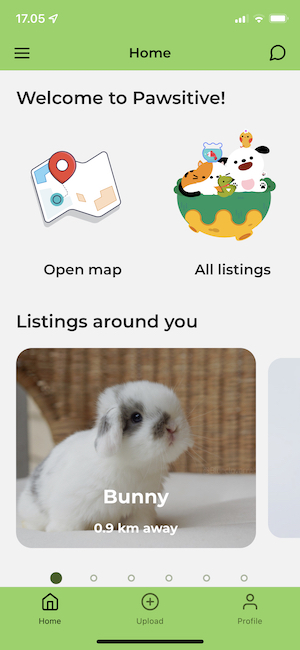 17.05
Home
Welcome to Pawsitive!
Open map
All listings
Listings around you
Bunny
0.9 km away
Home
Upload
Profile